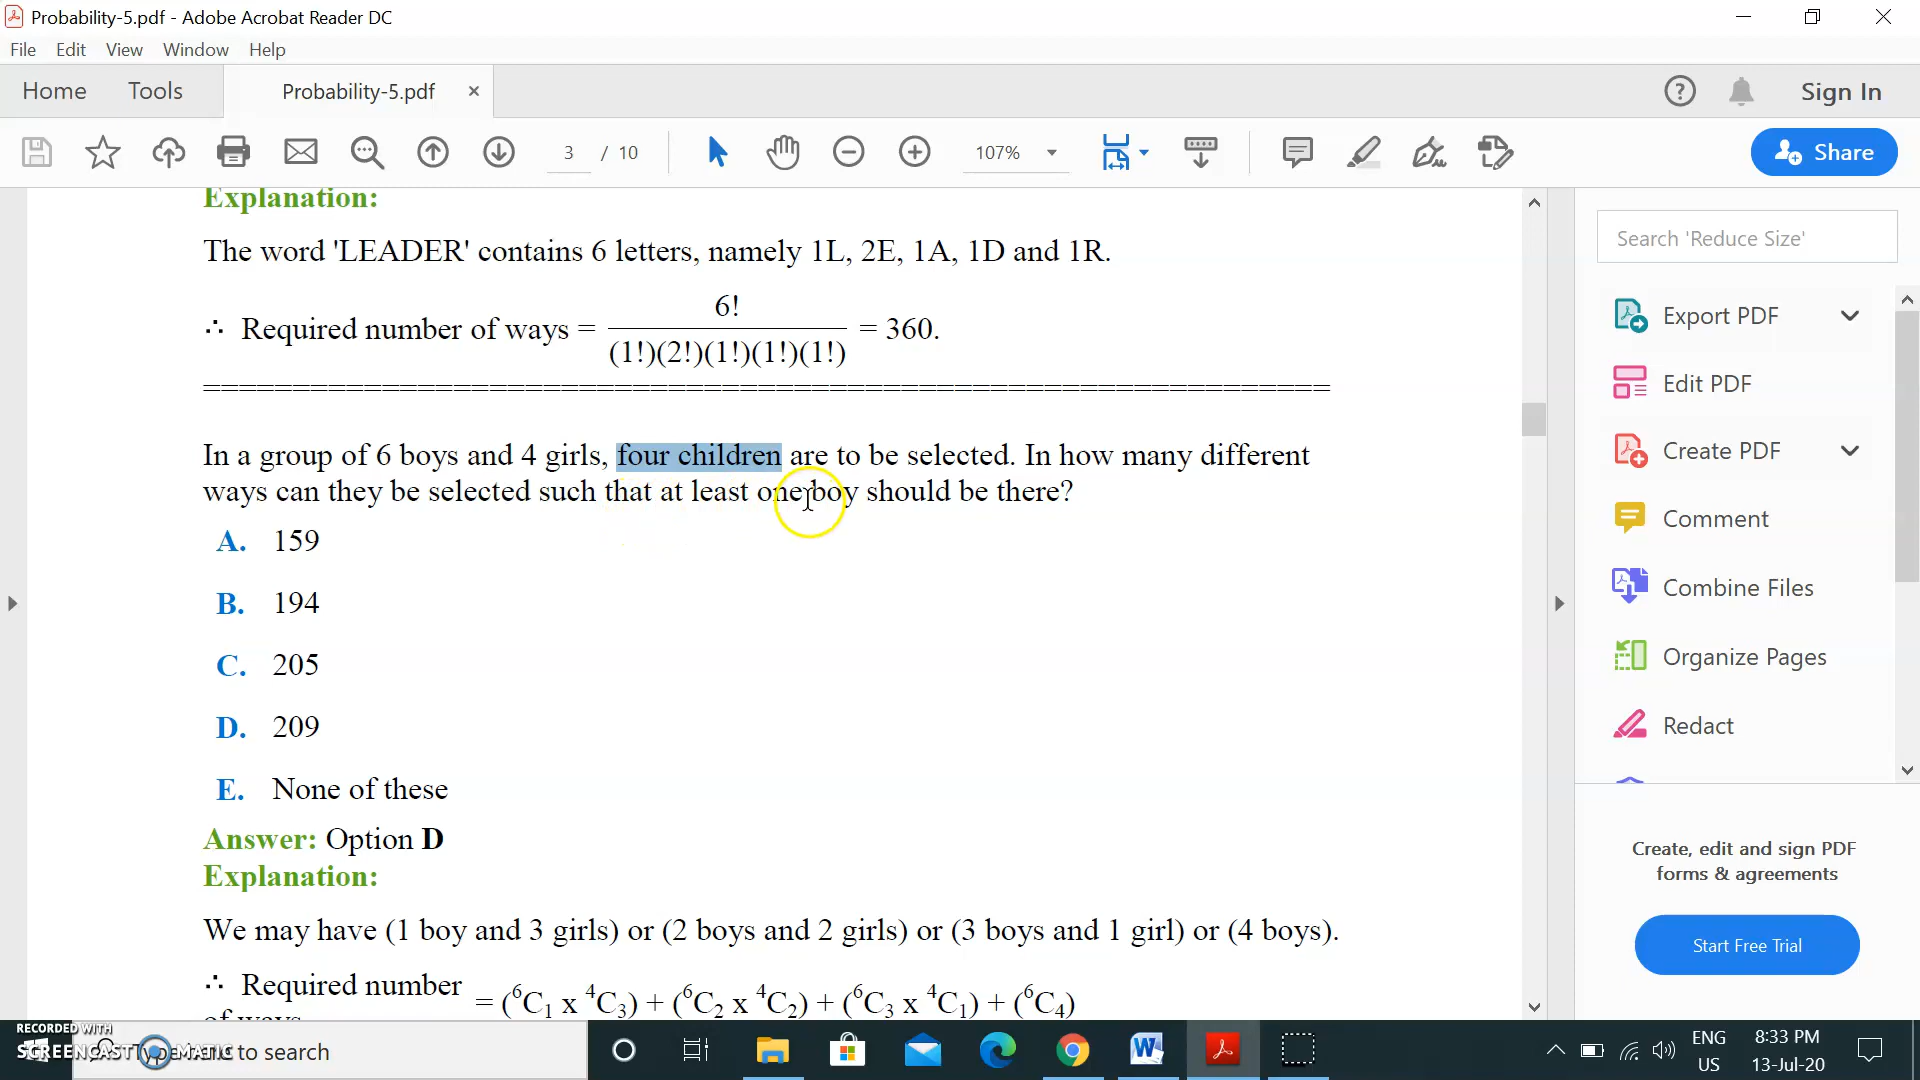 Probability-5.pdf - Adobe Acrobat Reader DC
File Edit View Window Help
Home Tools Probability-5.pdf × Sign In
3 / 10 107% Share
Explanation:
The word 'LEADER' contains 6 letters, namely 1L, 2E, 1A, 1D and 1R.
∴ Required number of ways = 6! / (1!)(2!)(1!)(1!)(1!) = 360.
===============================================================
In a group of 6 boys and 4 girls, four children are to be selected. In how many different
ways can they be selected such that at least one boy should be there?
A. 159
B. 194
C. 205
D. 209
E. None of these
Answer: Option D
Explanation:
We may have (1 boy and 3 girls) or (2 boys and 2 girls) or (3 boys and 1 girl) or (4 boys).
∴ Required number
of ways
= (⁶C₁ x ⁴C₃) + (⁶C₂ x ⁴C₂) + (⁶C₃ x ⁴C₁) + (⁶C₄)
Search 'Reduce Size'
Export PDF
Edit PDF
Create PDF
Comment
Combine Files
Organize Pages
Redact
Create, edit and sign PDF
forms & agreements
Start Free Trial
RECORDED WITH
SCREENCAST MATIC
Type here to search
ENG
US
8:33 PM
13-Jul-20